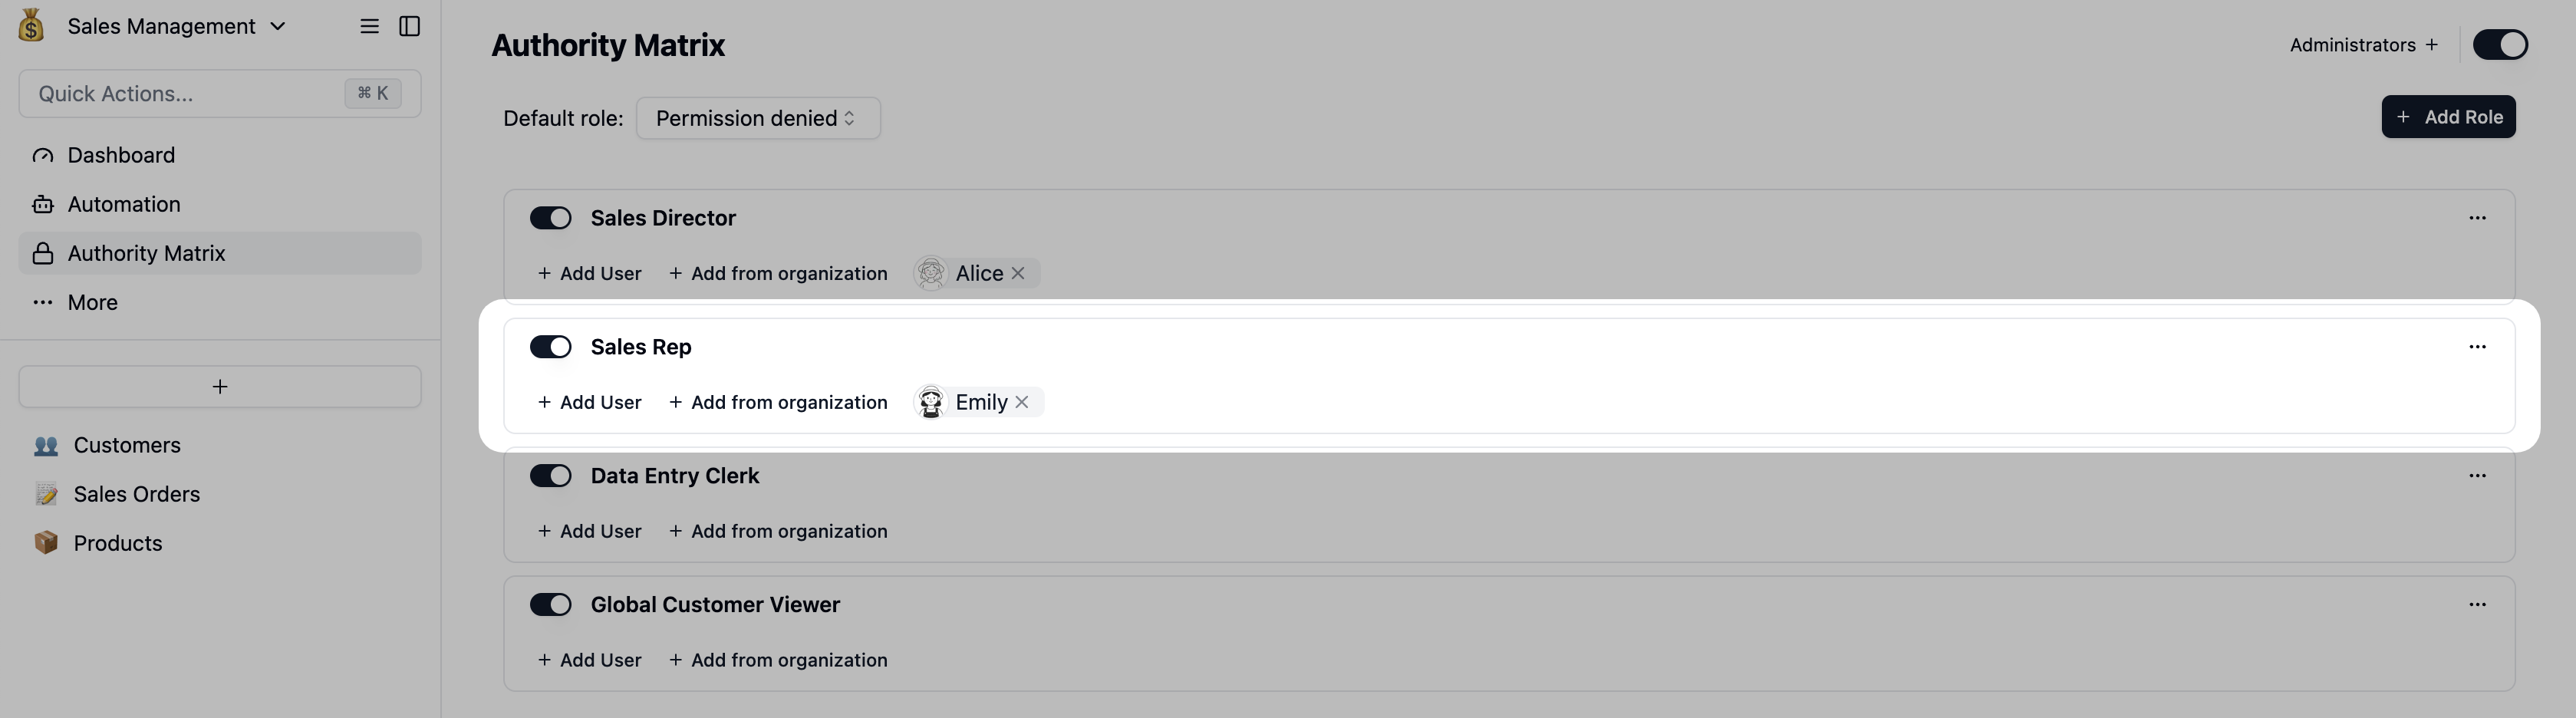 Sales Management
Quick Actions... ⌘ K
Dashboard
Automation
Authority Matrix
More
Customers
Sales Orders
Products
Authority Matrix
Administrators +
Default role: Permission denied
+ Add Role
Sales Director
+ Add User + Add from organization Alice
Sales Rep
+ Add User + Add from organization Emily
Data Entry Clerk
+ Add User + Add from organization
Global Customer Viewer
+ Add User + Add from organization